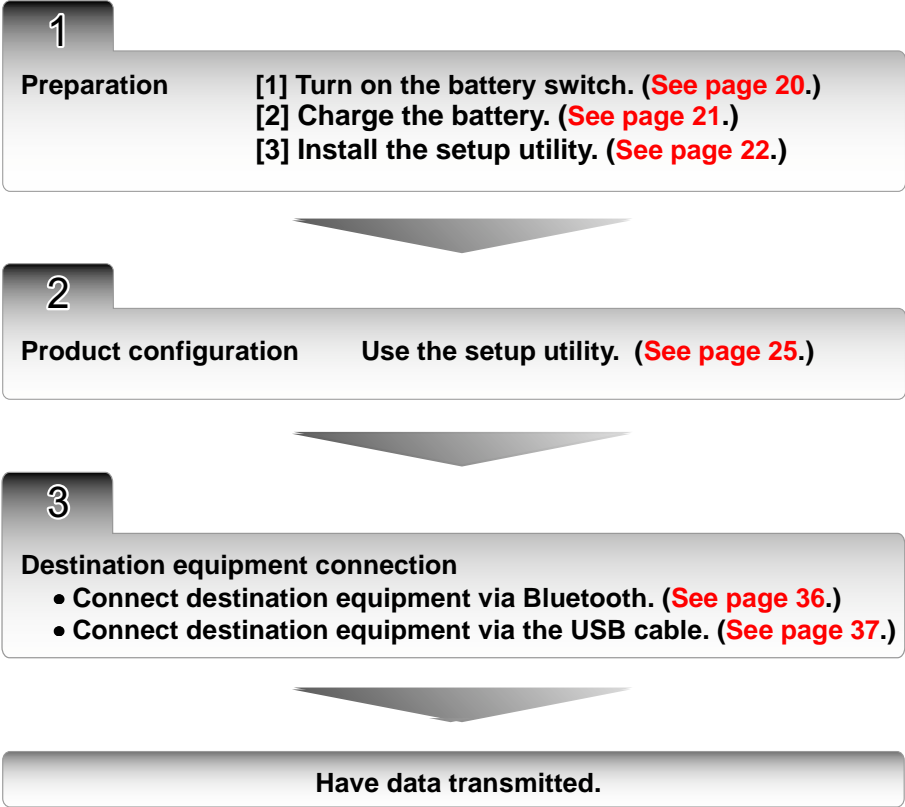 1
Preparation [1] Turn on the battery switch. (See page 20.)
[2] Charge the battery. (See page 21.)
[3] Install the setup utility. (See page 22.)
2
Product configuration Use the setup utility. (See page 25.)
3
Destination equipment connection
● Connect destination equipment via Bluetooth. (See page 36.)
● Connect destination equipment via the USB cable. (See page 37.)
Have data transmitted.